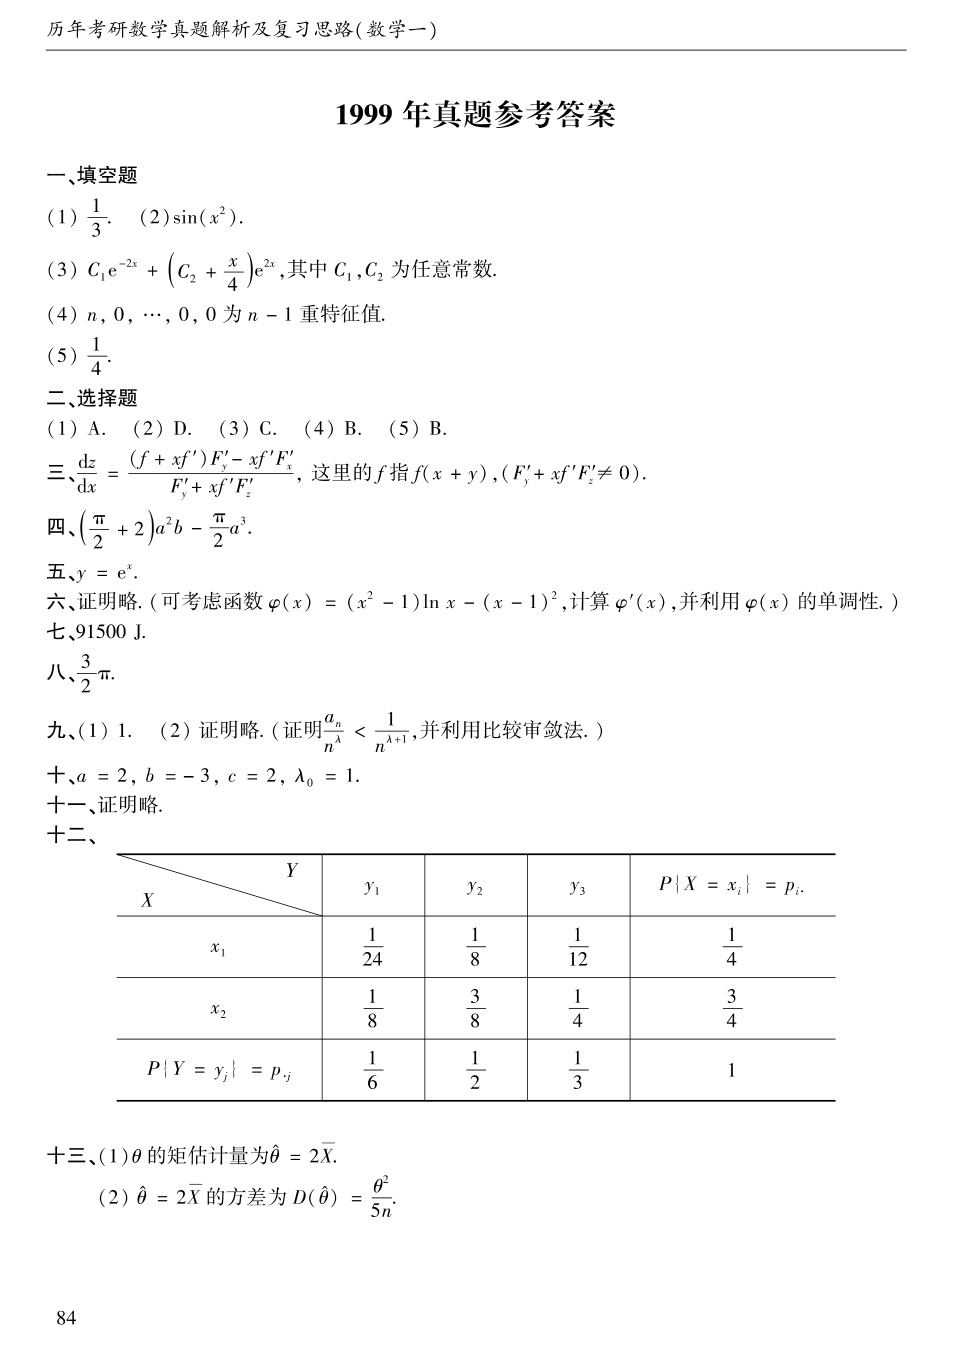 历年考研数学真题解析及复习思路(数学一)
1999 年真题参考答案
一、填空题
(1) 1/3. (2)sin(x²).
(3) C₁e⁻²ˣ + (C₂ + x/4)e²ˣ,其中 C₁,C₂ 为任意常数.
(4) n, 0, …, 0, 0 为 n − 1 重特征值.
(5) 1/4.
二、选择题
(1) A. (2) D. (3) C. (4) B. (5) B.
三、dz/dx = ((f + xf′)F′_y − xf′F′_x)/(F′_y + xf′F′_z), 这里的 f 指 f(x + y),(F′_y + xf′F′_z ≠ 0).
四、(π/2 + 2)a²b − π/2 a³.
五、y = eˣ.
六、证明略. (可考虑函数 φ(x) = (x² − 1)ln x − (x − 1)²,计算 φ′(x),并利用 φ(x) 的单调性. )
七、91500 J.
八、3/2 π.
九、(1) 1. (2) 证明略. (证明 a_n/n^λ < 1/n^(λ+1),并利用比较审敛法. )
十、a = 2, b = − 3, c = 2, λ₀ = 1.
十一、证明略.
十二、
X Y y₁ y₂ y₃ P{X = x_i} = p_i.
x₁ 1/24 1/8 1/12 1/4
x₂ 1/8 3/8 1/4 3/4
P{Y = y_j} = p._j 1/6 1/2 1/3 1
十三、(1)θ 的矩估计量为 θ̂ = 2X̅.
(2) θ̂ = 2X̅ 的方差为 D(θ̂) = θ²/5n.
84